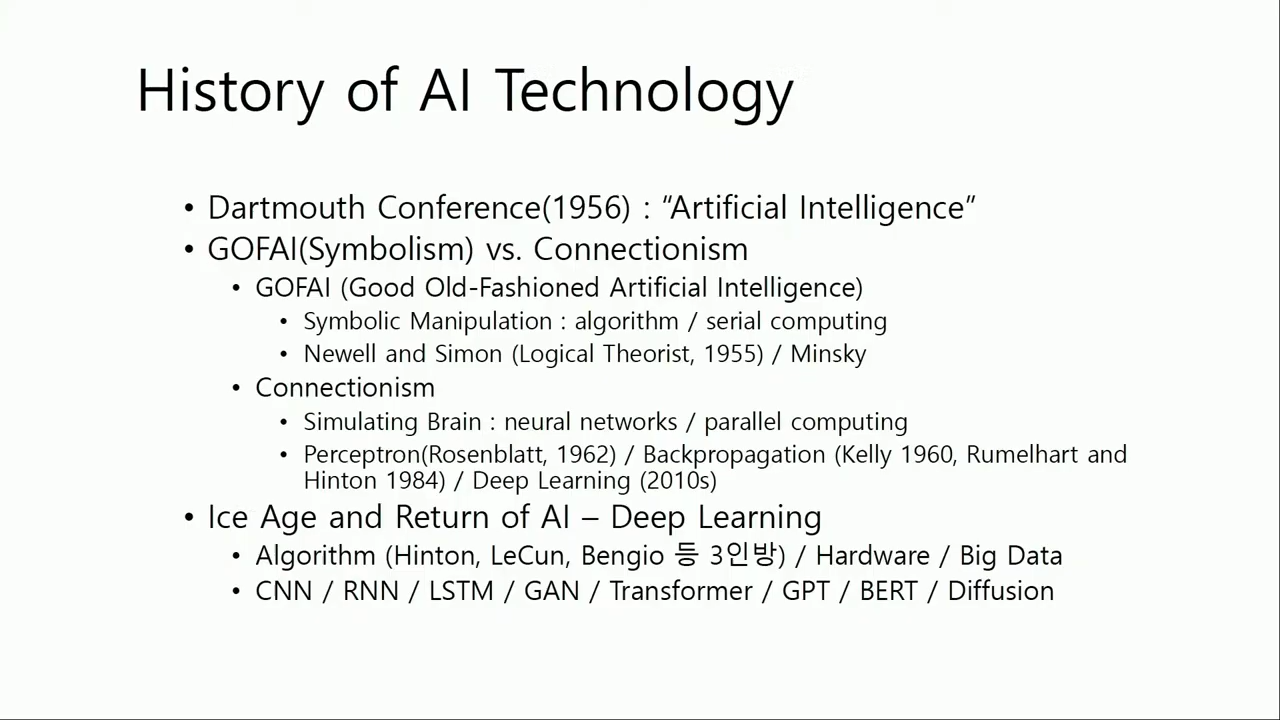 History of AI Technology
• Dartmouth Conference(1956) : “Artificial Intelligence”
• GOFAI(Symbolism) vs. Connectionism
• GOFAI (Good Old-Fashioned Artificial Intelligence)
• Symbolic Manipulation : algorithm / serial computing
• Newell and Simon (Logical Theorist, 1955) / Minsky
• Connectionism
• Simulating Brain : neural networks / parallel computing
• Perceptron(Rosenblatt, 1962) / Backpropagation (Kelly 1960, Rumelhart and
Hinton 1984) / Deep Learning (2010s)
• Ice Age and Return of AI – Deep Learning
• Algorithm (Hinton, LeCun, Bengio 등 3인방) / Hardware / Big Data
• CNN / RNN / LSTM / GAN / Transformer / GPT / BERT / Diffusion